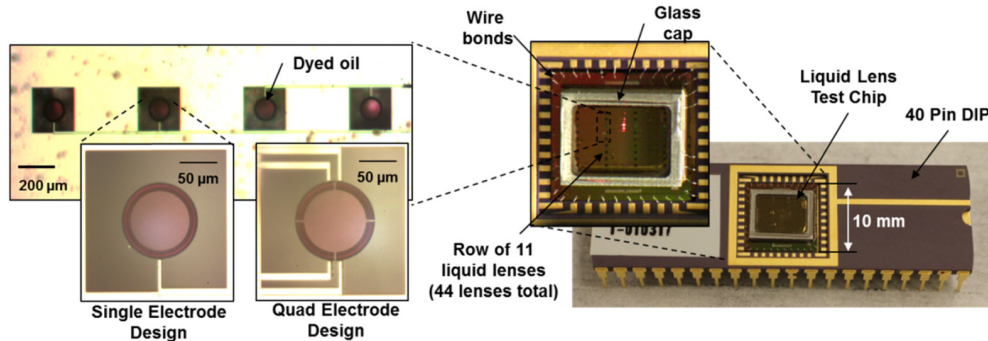 Wire
bonds
Glass
cap
Dyed oil
Liquid Lens
Test Chip
40 Pin DIP
200 µm
50 µm
50 µm
10 mm
Row of 11
liquid lenses
(44 lenses total)
Single Electrode
Design
Quad Electrode
Design